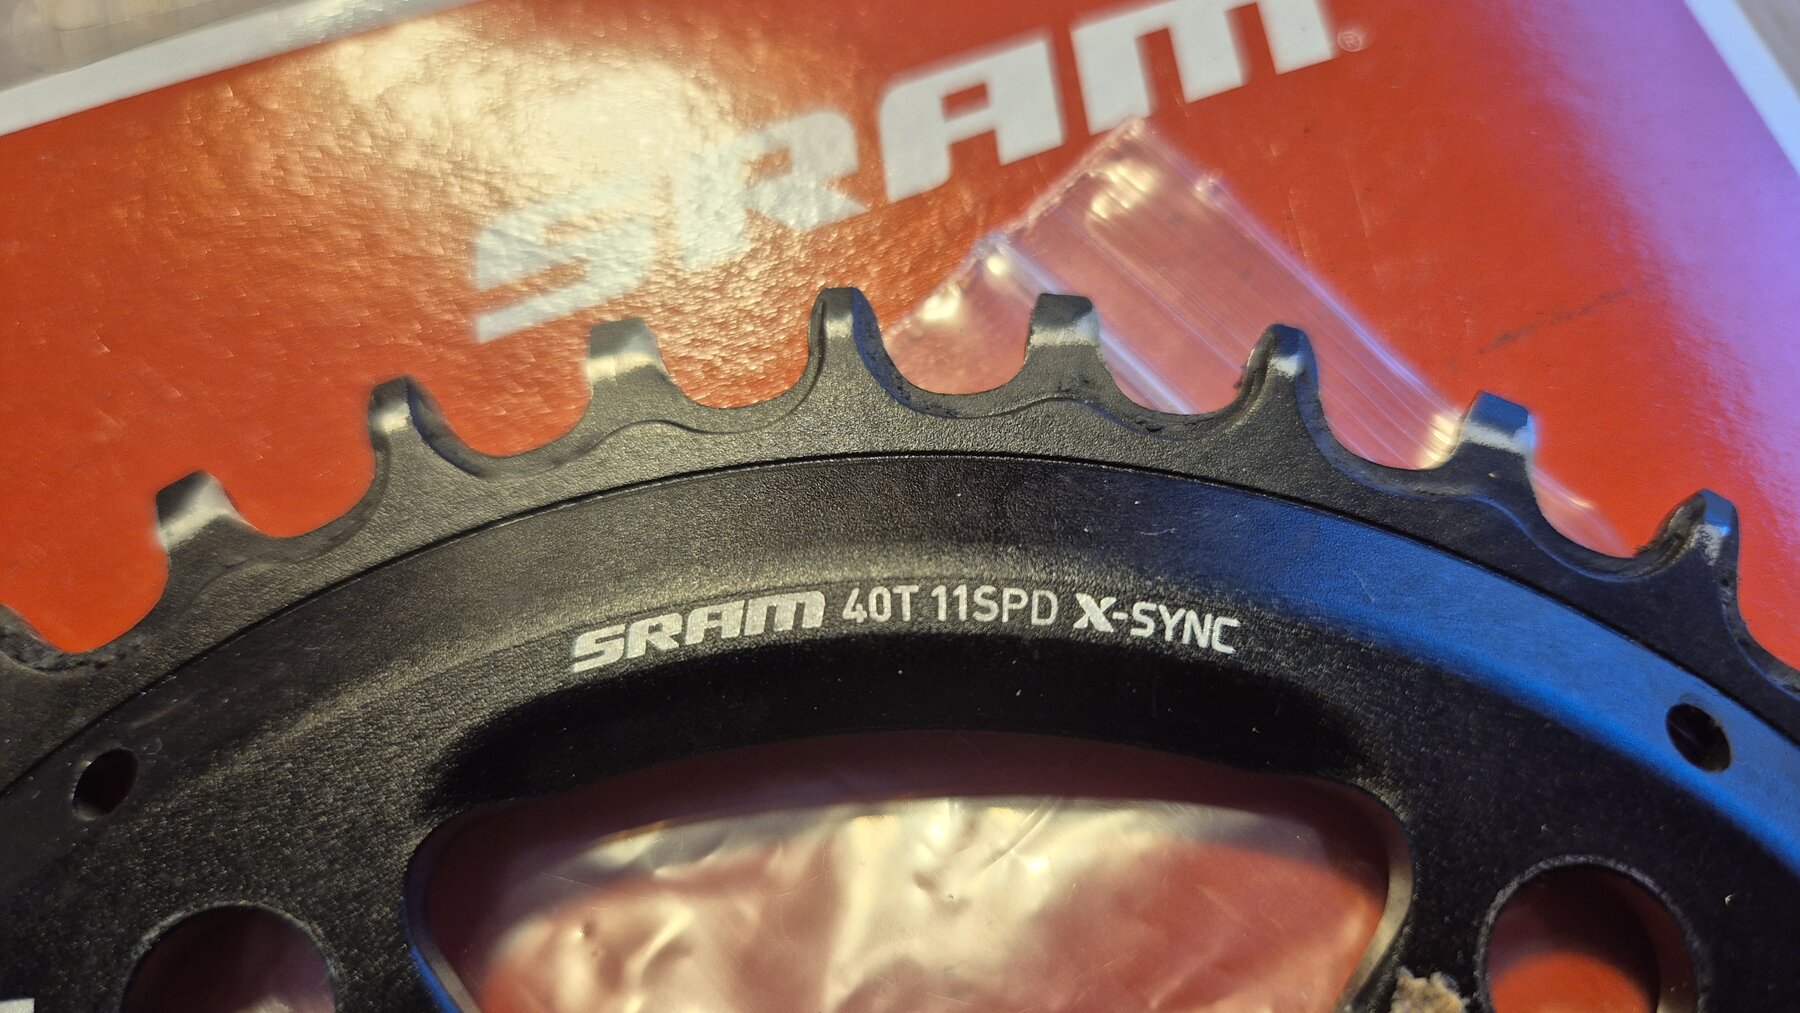 SRAM®
SRAM 40T 11SPD X-SYNC